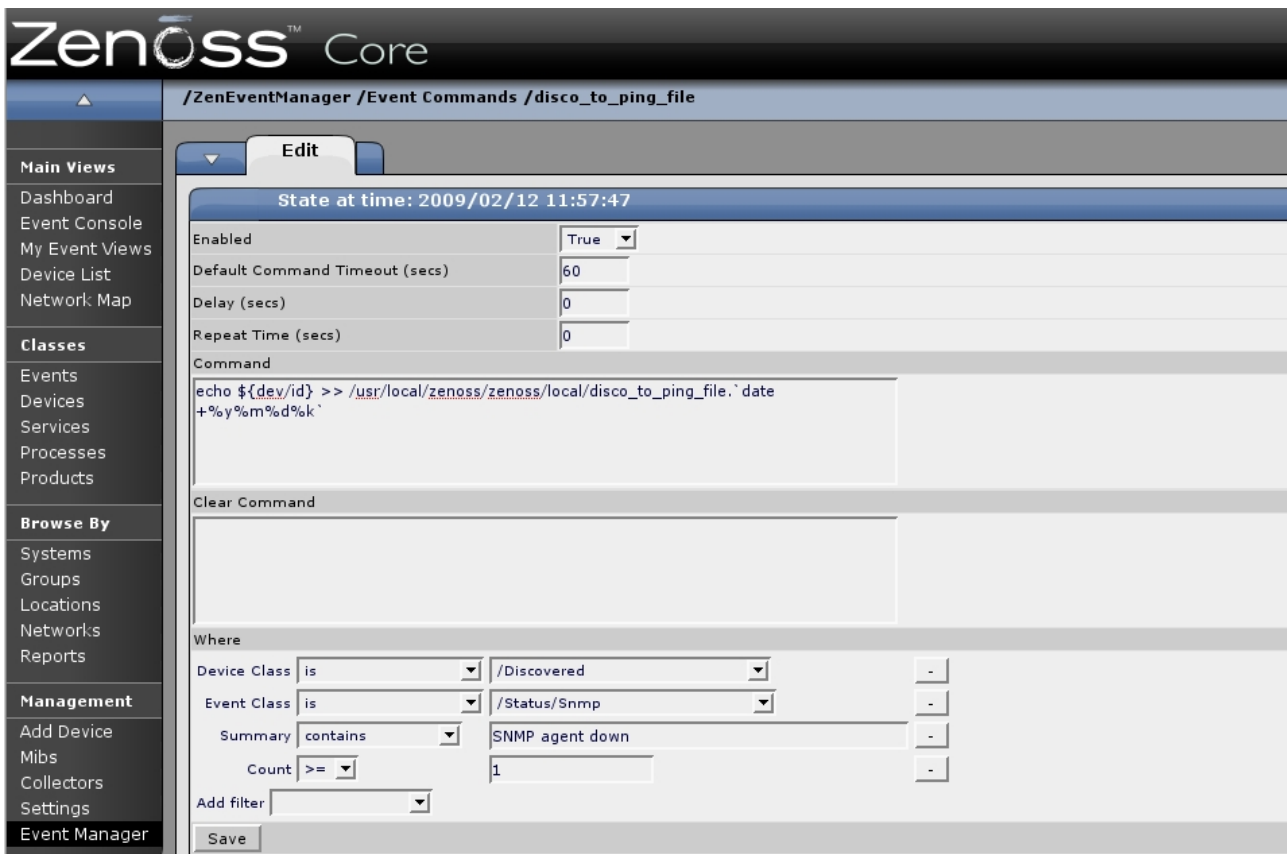 Zenoss™ Core
/ZenEventManager /Event Commands /disco_to_ping_file
Edit
Main Views
Dashboard
Event Console
My Event Views
Device List
Network Map
Classes
Events
Devices
Services
Processes
Products
Browse By
Systems
Groups
Locations
Networks
Reports
Management
Add Device
Mibs
Collectors
Settings
Event Manager
State at time: 2009/02/12 11:57:47
Enabled True
Default Command Timeout (secs) 60
Delay (secs) 0
Repeat Time (secs) 0
Command
echo ${dev/id} >> /usr/local/zenoss/zenoss/local/disco_to_ping_file.`date
+%y%m%d%k`
Clear Command
Where
Device Class is /Discovered -
Event Class is /Status/Snmp -
Summary contains SNMP agent down -
Count >= 1 -
Add filter
Save